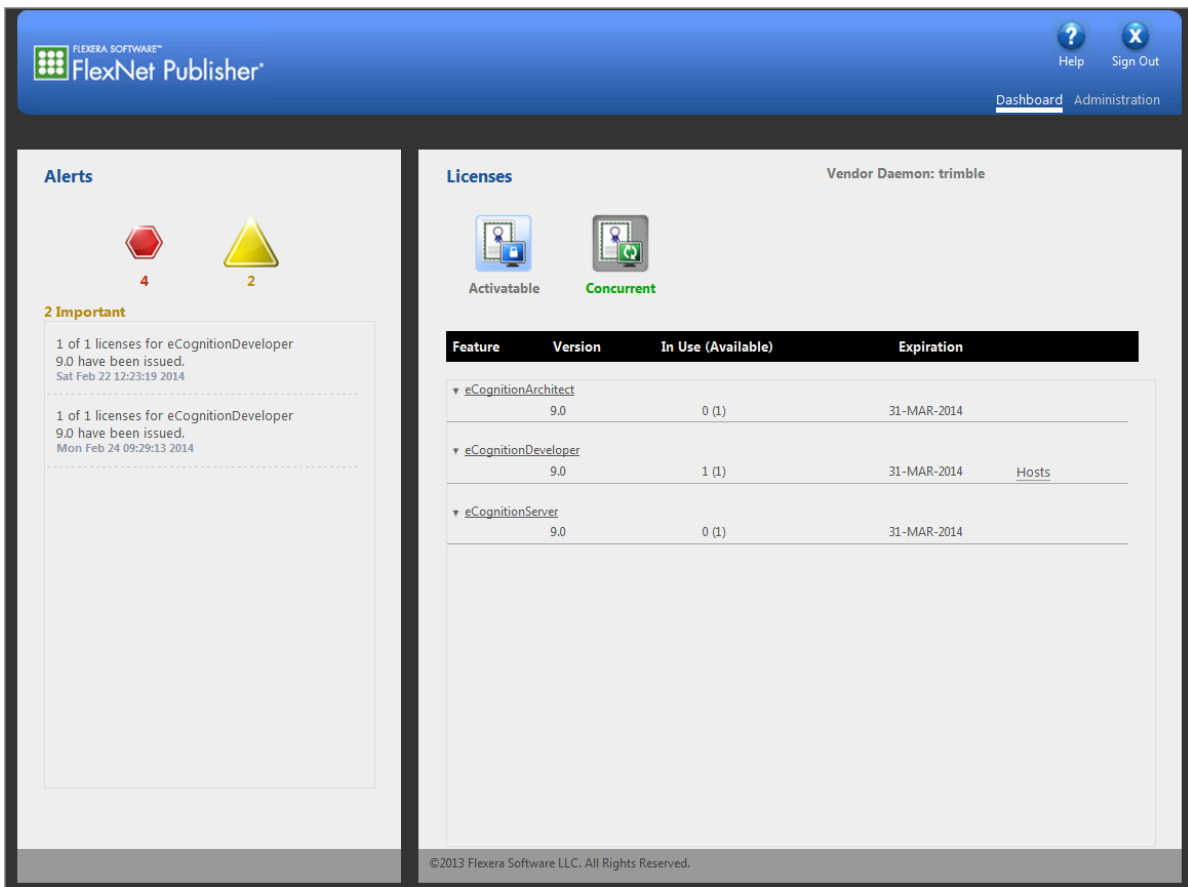 FLEXERA SOFTWARE™
FlexNet Publisher®
?
X
Help
Sign Out
Dashboard Administration
Alerts
4
2
2 Important
1 of 1 licenses for eCognitionDeveloper
9.0 have been issued.
Sat Feb 22 12:23:19 2014
1 of 1 licenses for eCognitionDeveloper
9.0 have been issued.
Mon Feb 24 09:29:13 2014
Licenses
Vendor Daemon: trimble
Activatable
Concurrent
Feature Version In Use (Available) Expiration
eCognitionArchitect
9.0 0 (1) 31-MAR-2014
eCognitionDeveloper
9.0 1 (1) 31-MAR-2014 Hosts
eCognitionServer
9.0 0 (1) 31-MAR-2014
©2013 Flexera Software LLC. All Rights Reserved.